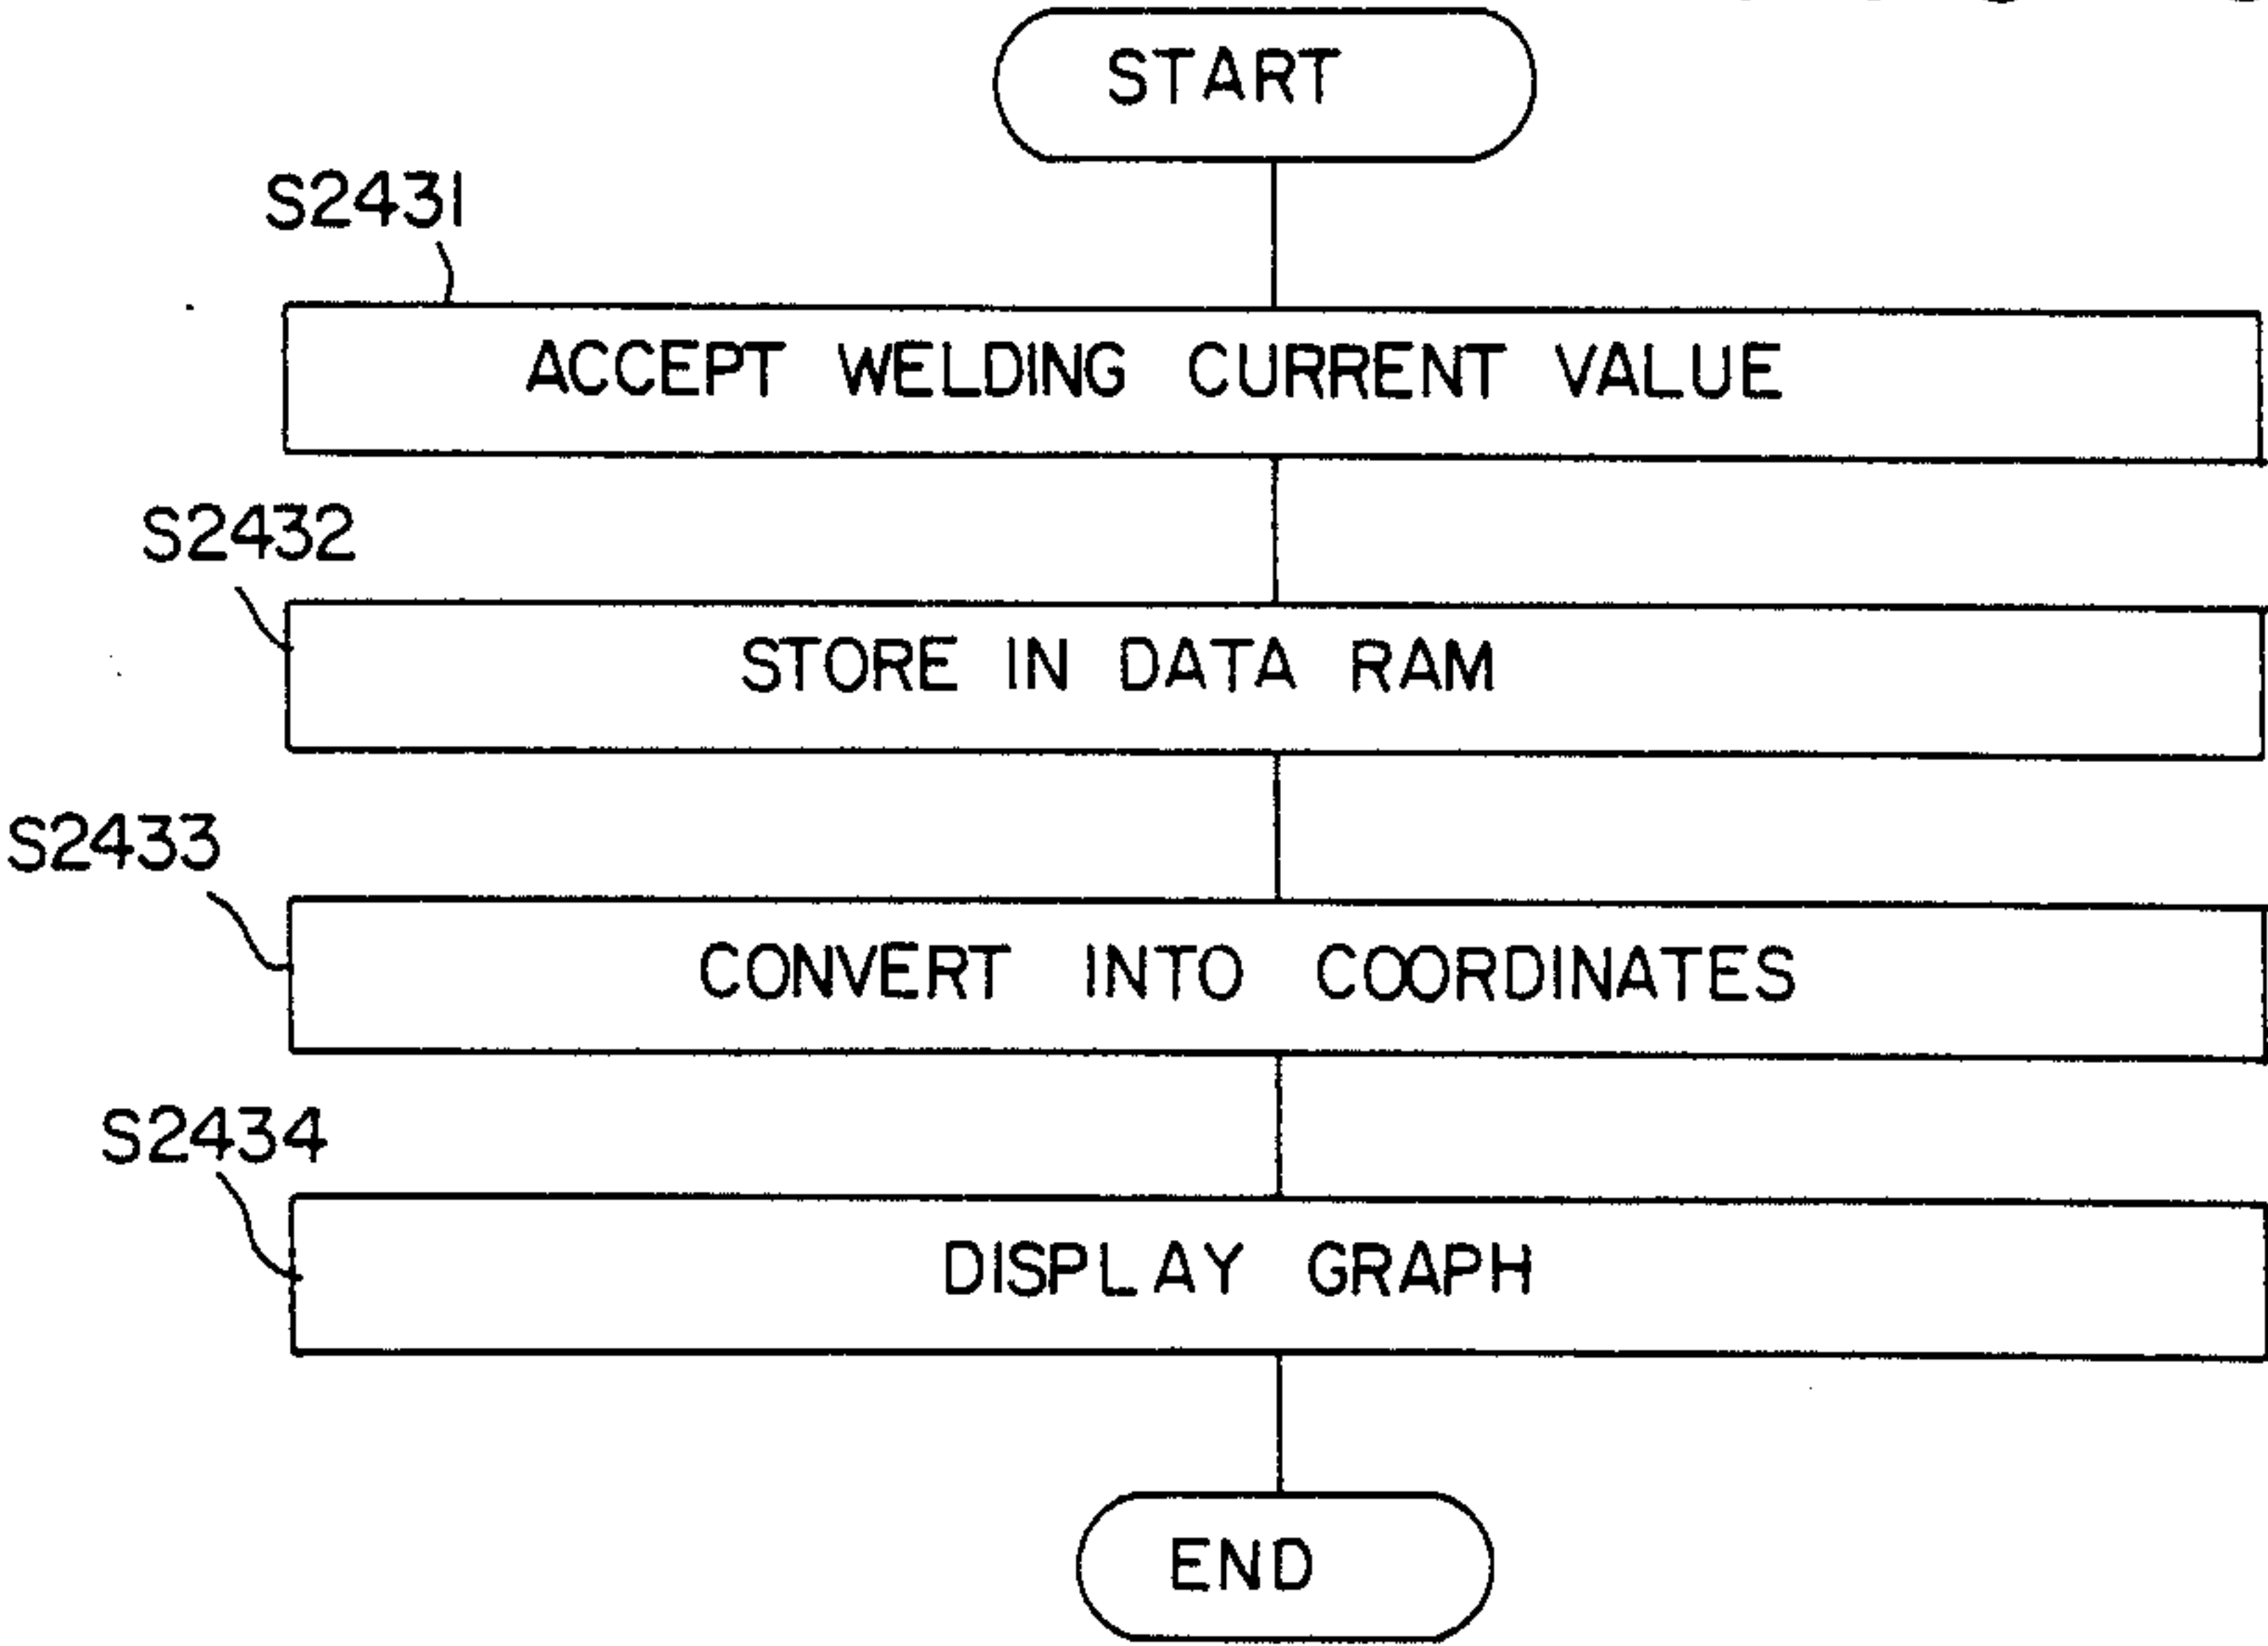 START
S2431
ACCEPT WELDING CURRENT VALUE
S2432
STORE IN DATA RAM
S2433
CONVERT INTO COORDINATES
S2434
DISPLAY GRAPH
END